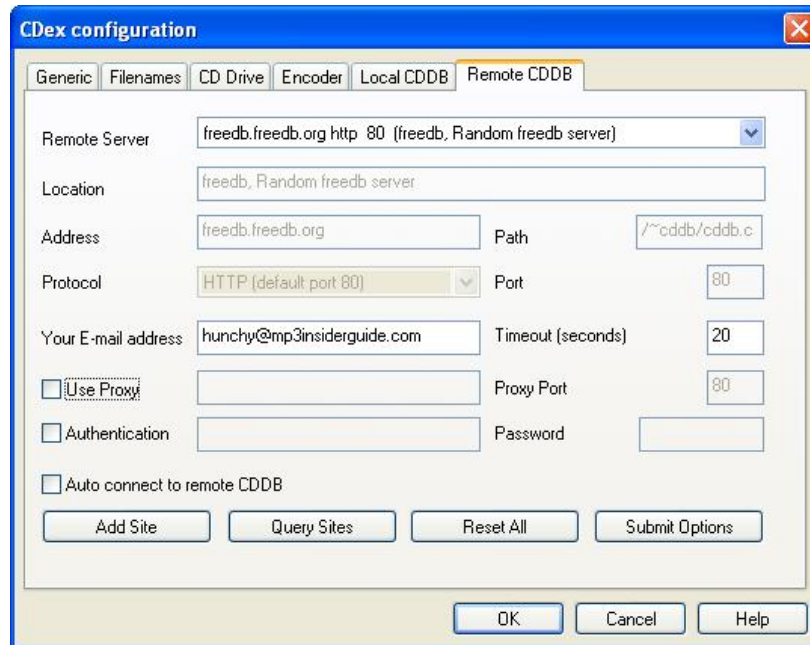 CDex configuration
Generic Filenames CD Drive Encoder Local CDDB Remote CDDB
Remote Server freedb.freedb.org http 80 (freedb, Random freedb server)
Location freedb, Random freedb server
Address freedb.freedb.org Path /~cddb/cddb.c
Protocol HTTP (default port 80) Port 80
Your E-mail address hunchy@mp3insiderguide.com Timeout (seconds) 20
Use Proxy Proxy Port 80
Authentication Password
Auto connect to remote CDDB
Add Site Query Sites Reset All Submit Options
OK Cancel Help